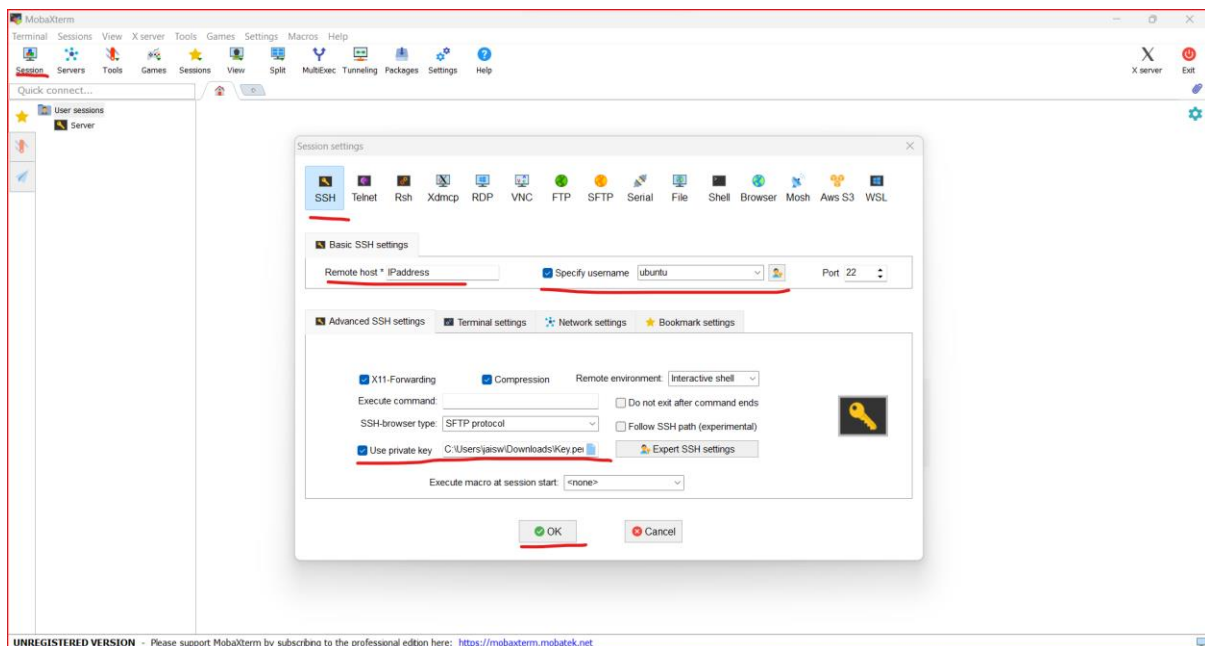 MobaXterm
Terminal Sessions View X server Tools Games Settings Macros Help
Session Servers Tools Games Sessions View Split MultiExec Tunneling Packages Settings Help X server Exit
Quick connect...
User sessions
Server
Session settings
SSH Telnet Rsh Xdmcp RDP VNC FTP SFTP Serial File Shell Browser Mosh Aws S3 WSL
Basic SSH settings
Remote host * IPaddress Specify username ubuntu Port 22
Advanced SSH settings Terminal settings Network settings Bookmark settings
X11-Forwarding Compression Remote environment: Interactive shell
Execute command: Do not exit after command ends
SSH-browser type: SFTP protocol Follow SSH path (experimental)
Use private key C:\Users\jaisw\Downloads\Key.pe Expert SSH settings
Execute macro at session start: <none>
OK Cancel
UNREGISTERED VERSION - Please support MobaXterm by subscribing to the professional edition here: https://mobaxterm.mobatek.net